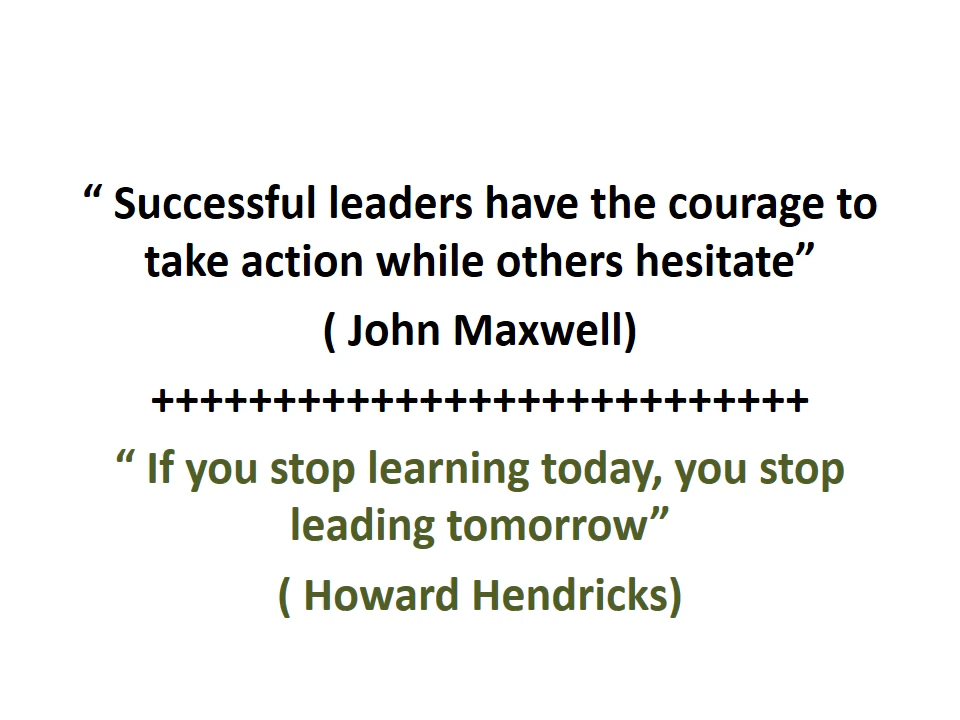 “ Successful leaders have the courage to
take action while others hesitate”
( John Maxwell)
+++++++++++++++++++++++++++
“ If you stop learning today, you stop
leading tomorrow”
( Howard Hendricks)